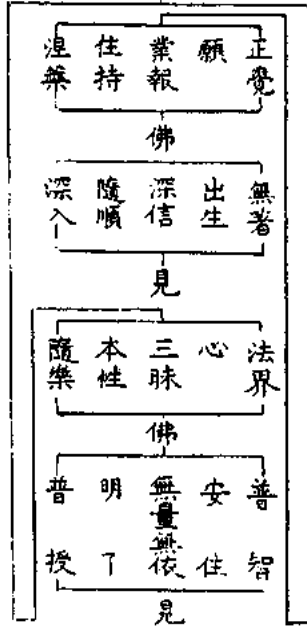 正覺
願
業報
住持
涅槃
佛
無著
出生
深信
隨順
深入
見
法界
心
三昧
本性
隨樂
佛
普智
安住
無量無依
明了
普授
見